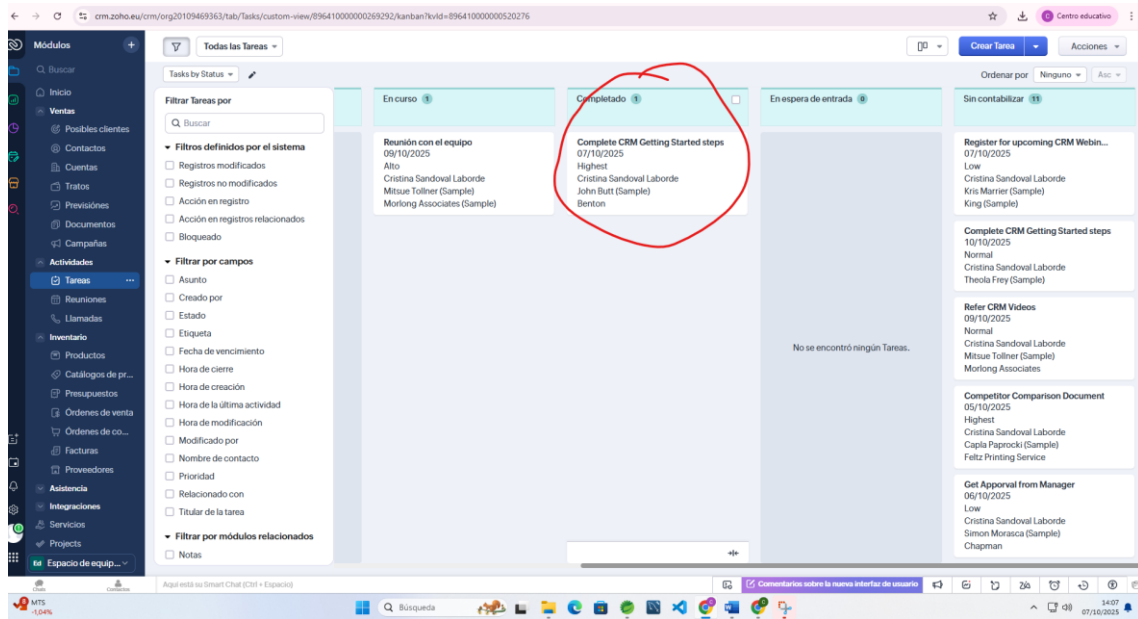 crm.zoho.eu/crm/org20109469363/tab/Tasks/custom-view/896410000000269292/kanban?kvId=896410000000520276
Centro educativo
Módulos
Todas las Tareas
Crear Tarea
Acciones
Buscar
Tasks by Status
Ordenar por
Ninguno
Asc
Inicio
Ventas
Posibles clientes
Contactos
Cuentas
Tratos
Previsiónes
Documentos
Campañas
Actividades
Tareas
Reuniones
Llamadas
Inventario
Productos
Catálogos de pr...
Presupuestos
Órdenes de venta
Órdenes de co...
Facturas
Proveedores
Asistencia
Integraciones
Servicios
Projects
Ed Espacio de equip...
Filtrar Tareas por
Buscar
Filtros definidos por el sistema
Registros modificados
Registros no modificados
Acción en registro
Acción en registros relacionados
Bloqueado
Filtrar por campos
Asunto
Creado por
Estado
Etiqueta
Fecha de vencimiento
Hora de cierre
Hora de creación
Hora de la última actividad
Hora de modificación
Modificado por
Nombre de contacto
Prioridad
Relacionado con
Titular de la tarea
Filtrar por módulos relacionados
Notas
En curso 1
Reunión con el equipo
09/10/2025
Alto
Cristina Sandoval Laborde
Mitsue Tollner (Sample)
Morlong Associates (Sample)
Completado 1
Complete CRM Getting Started steps
07/10/2025
Highest
Cristina Sandoval Laborde
John Butt (Sample)
Benton
En espera de entrada 0
No se encontró ningún Tareas.
Sin contabilizar 11
Register for upcoming CRM Webin...
07/10/2025
Low
Cristina Sandoval Laborde
Kris Marrier (Sample)
King (Sample)
Complete CRM Getting Started steps
10/10/2025
Normal
Cristina Sandoval Laborde
Theola Frey (Sample)
Refer CRM Videos
09/10/2025
Normal
Cristina Sandoval Laborde
Mitsue Tollner (Sample)
Morlong Associates
Competitor Comparison Document
05/10/2025
Highest
Cristina Sandoval Laborde
Capla Paprocki (Sample)
Feltz Printing Service
Get Apporval from Manager
06/10/2025
Low
Cristina Sandoval Laborde
Simon Morasca (Sample)
Chapman
Chats
Contactos
Aquí está su Smart Chat (Ctrl + Espacio)
Comentarios sobre la nueva interfaz de usuario
MTS
-1,04%
Búsqueda
14:07
07/10/2025